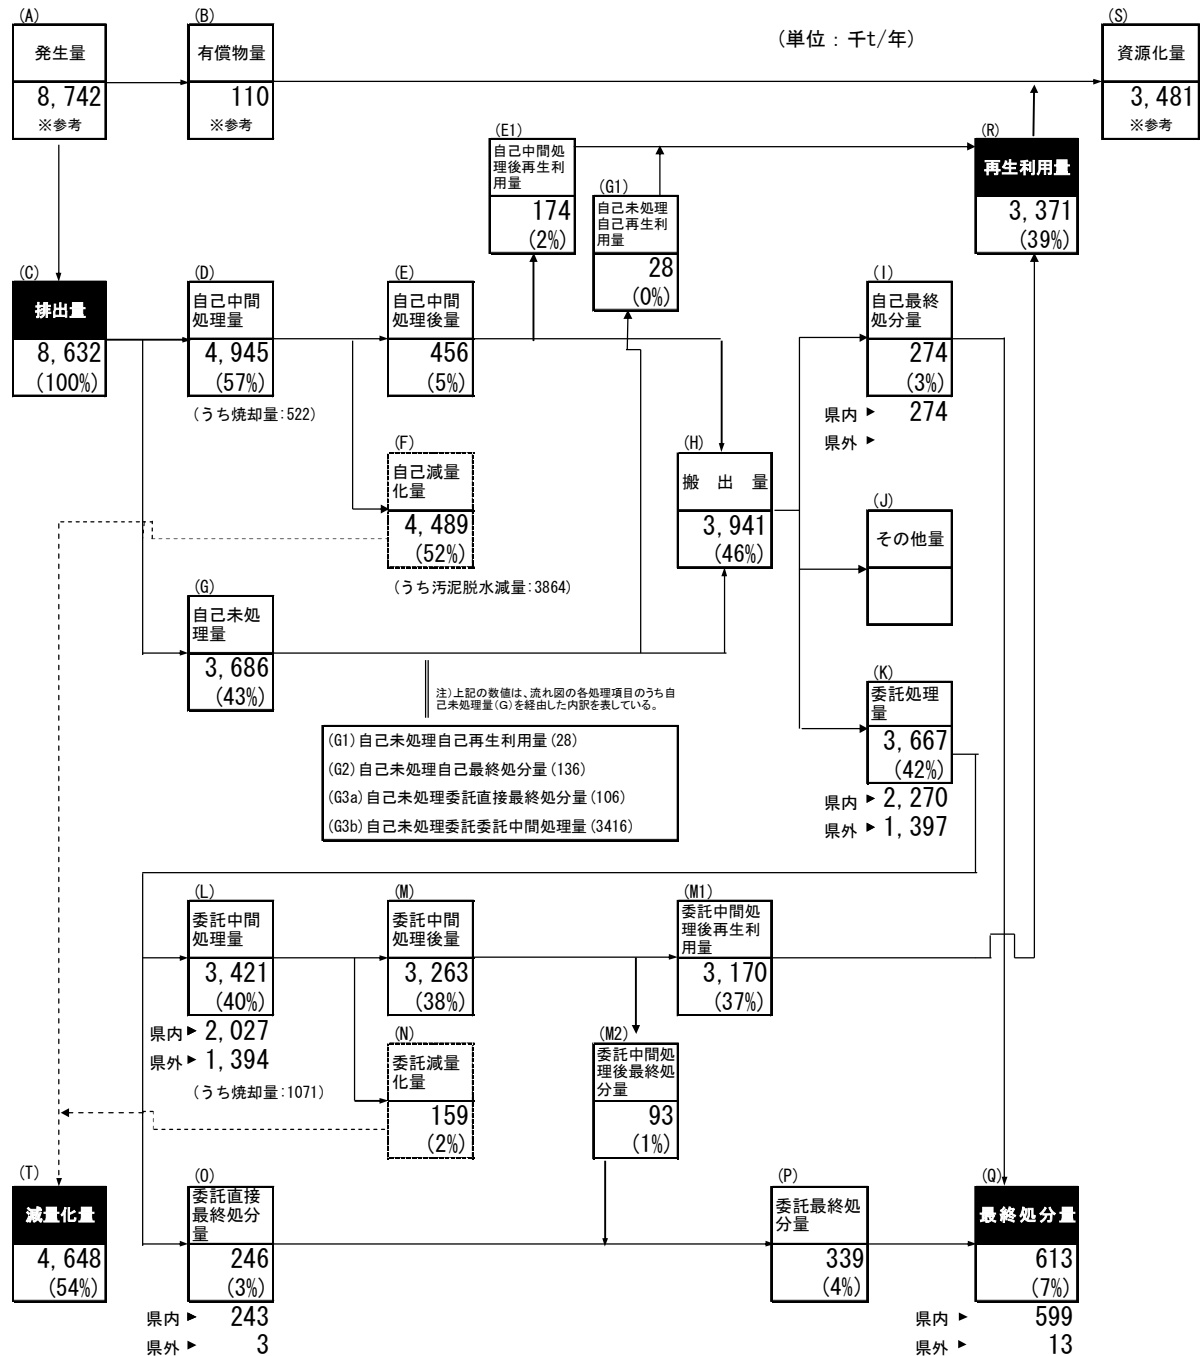 (A)
発生量
8,742
※参考
(B)
有償物量
110
※参考
(単位：千t/年)
(S)
資源化量
3,481
※参考
(E1)
自己中間処
理後再生利
用量
174
(2%)
(G1)
自己未処理
自己再生利
用量
28
(0%)
(R)
再生利用量
3,371
(39%)
(C)
排出量
8,632
(100%)
(D)
自己中間
処理量
4,945
(57%)
(うち焼却量:522)
(E)
自己中間
処理後量
456
(5%)
(I)
自己最終
処分量
274
(3%)
県内 ► 274
県外 ►
(F)
自己減量
化量
4,489
(52%)
(うち汚泥脱水減量:3864)
(H)
搬出量
3,941
(46%)
(J)
その他量
(G)
自己未処
理量
3,686
(43%)
注)上記の数値は、流れ図の各処理項目のうち自
己未処理量(G)を経由した内訳を表している。
(G1)自己未処理自己再生利用量(28)
(G2)自己未処理自己最終処分量(136)
(G3a)自己未処理委託直接最終処分量(106)
(G3b)自己未処理委託委託中間処理量(3416)
(K)
委託処理
量
3,667
(42%)
県内 ► 2,270
県外 ► 1,397
(L)
委託中間
処理量
3,421
(40%)
県内 ► 2,027
県外 ► 1,394
(うち焼却量:1071)
(M)
委託中間
処理後量
3,263
(38%)
(M1)
委託中間処
理後再生利
用量
3,170
(37%)
(N)
委託減量
化量
159
(2%)
(M2)
委託中間処
理後最終処
分量
93
(1%)
(T)
減量化量
4,648
(54%)
(O)
委託直接
最終処分
量
246
(3%)
県内 ► 243
県外 ► 3
(P)
委託最終処
分量
339
(4%)
(Q)
最終処分量
613
(7%)
県内 ► 599
県外 ► 13